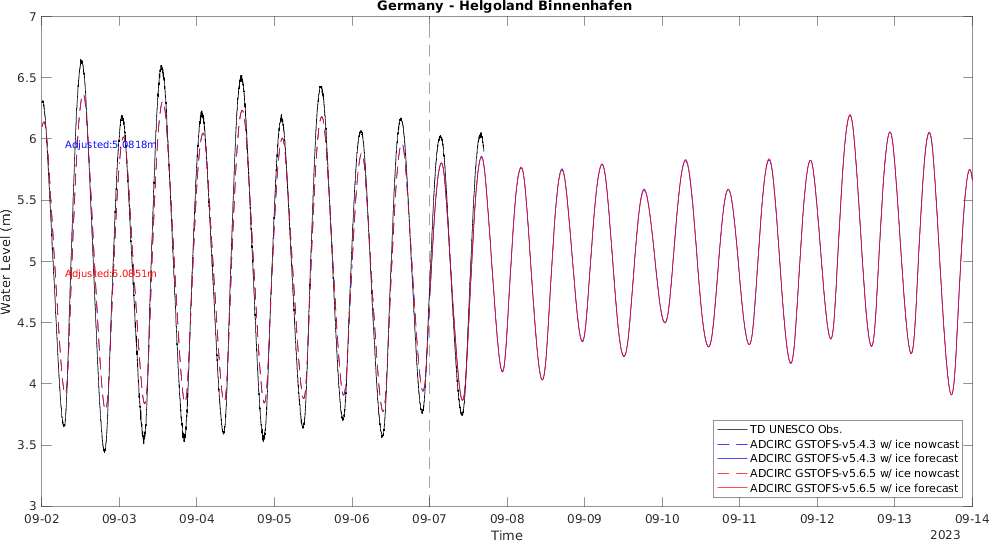 Germany - Helgoland Binnenhafen
7
6.5
6
5.5
5
4.5
4
3.5
3
Water Level (m)
Adjusted:5.0818m
Adjusted:5.0851m
TD UNESCO Obs.
ADCIRC GSTOFS-v5.4.3 w/ ice nowcast
ADCIRC GSTOFS-v5.4.3 w/ ice forecast
ADCIRC GSTOFS-v5.6.5 w/ ice nowcast
ADCIRC GSTOFS-v5.6.5 w/ ice forecast
09-02 09-03 09-04 09-05 09-06 09-07 09-08 09-09 09-10 09-11 09-12 09-13 09-14
Time
2023